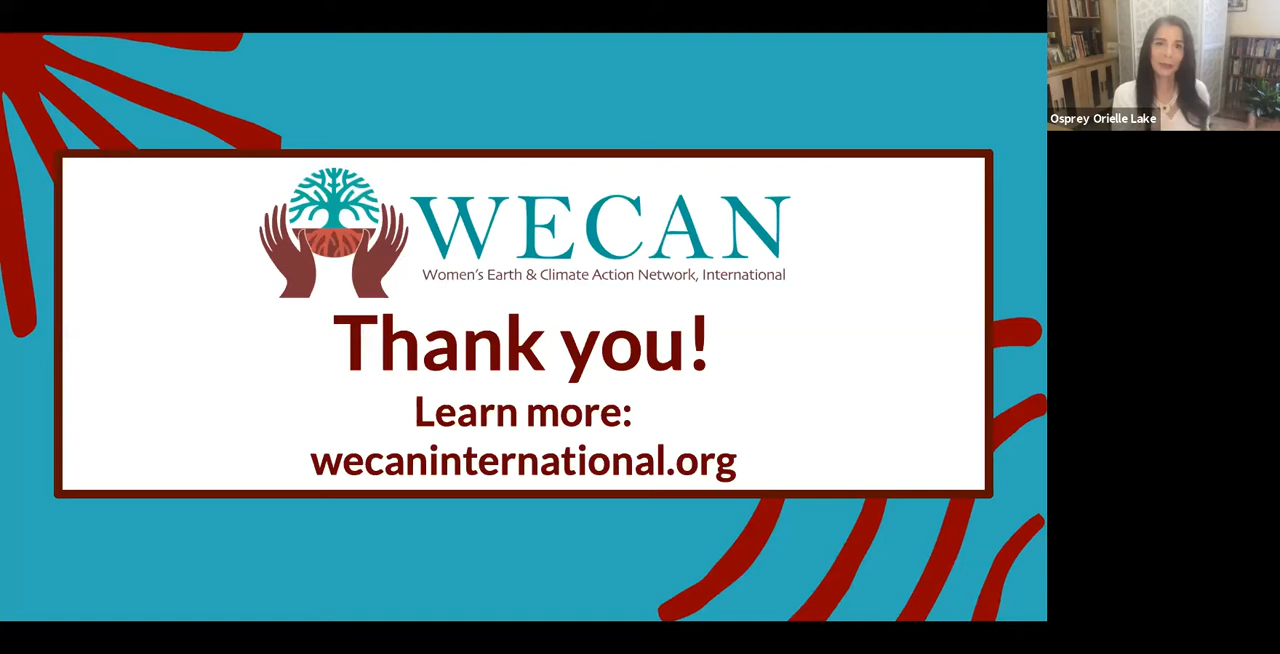 WECAN
Women's Earth & Climate Action Network, International
Thank you!
Learn more:
wecaninternational.org
Osprey Orielle Lake